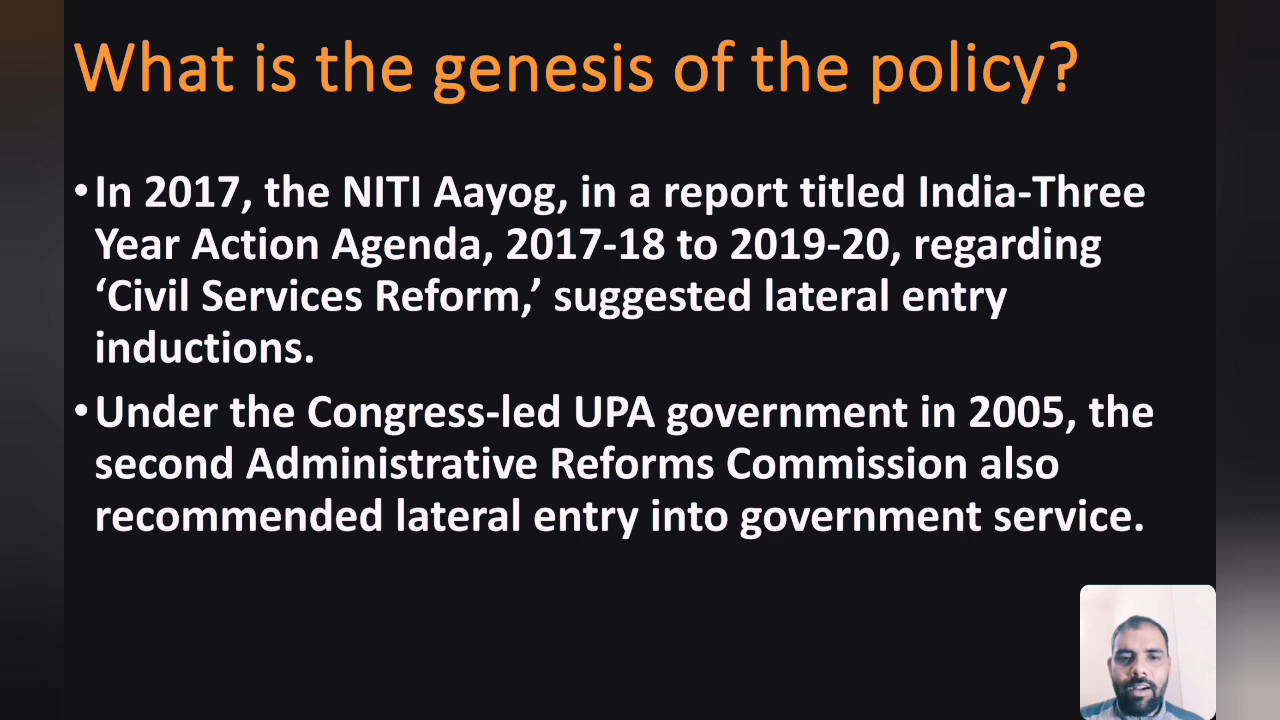 What is the genesis of the policy?
•In 2017, the NITI Aayog, in a report titled India-Three
Year Action Agenda, 2017-18 to 2019-20, regarding
‘Civil Services Reform,’ suggested lateral entry
inductions.
•Under the Congress-led UPA government in 2005, the
second Administrative Reforms Commission also
recommended lateral entry into government service.